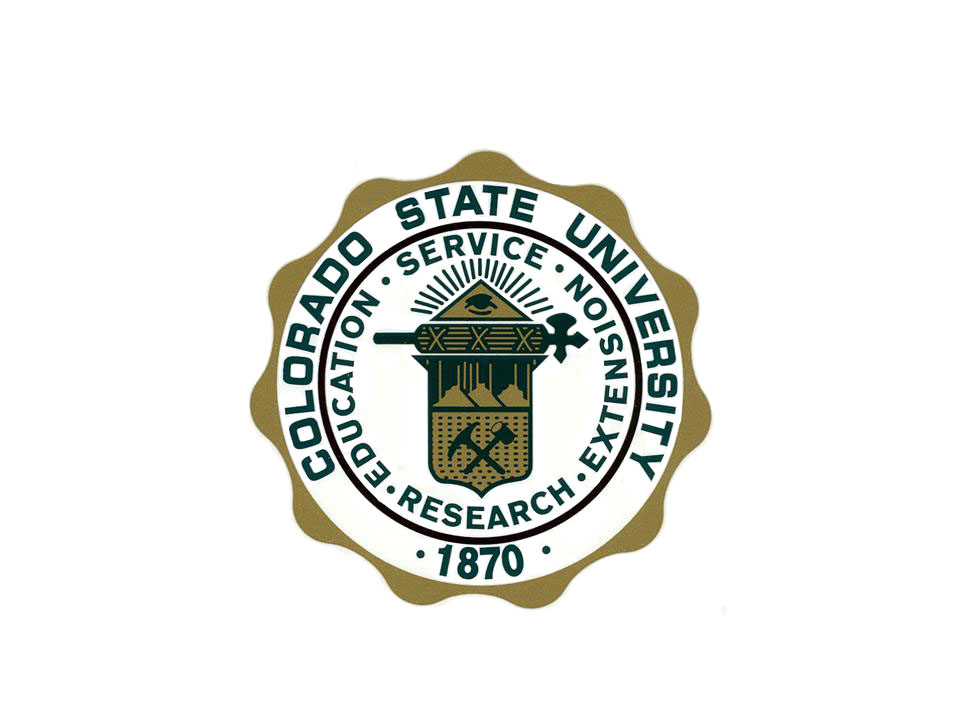 COLORADO STATE UNIVERSITY
EDUCATION · SERVICE · EXTENSION · RESEARCH ·
· 1870 ·